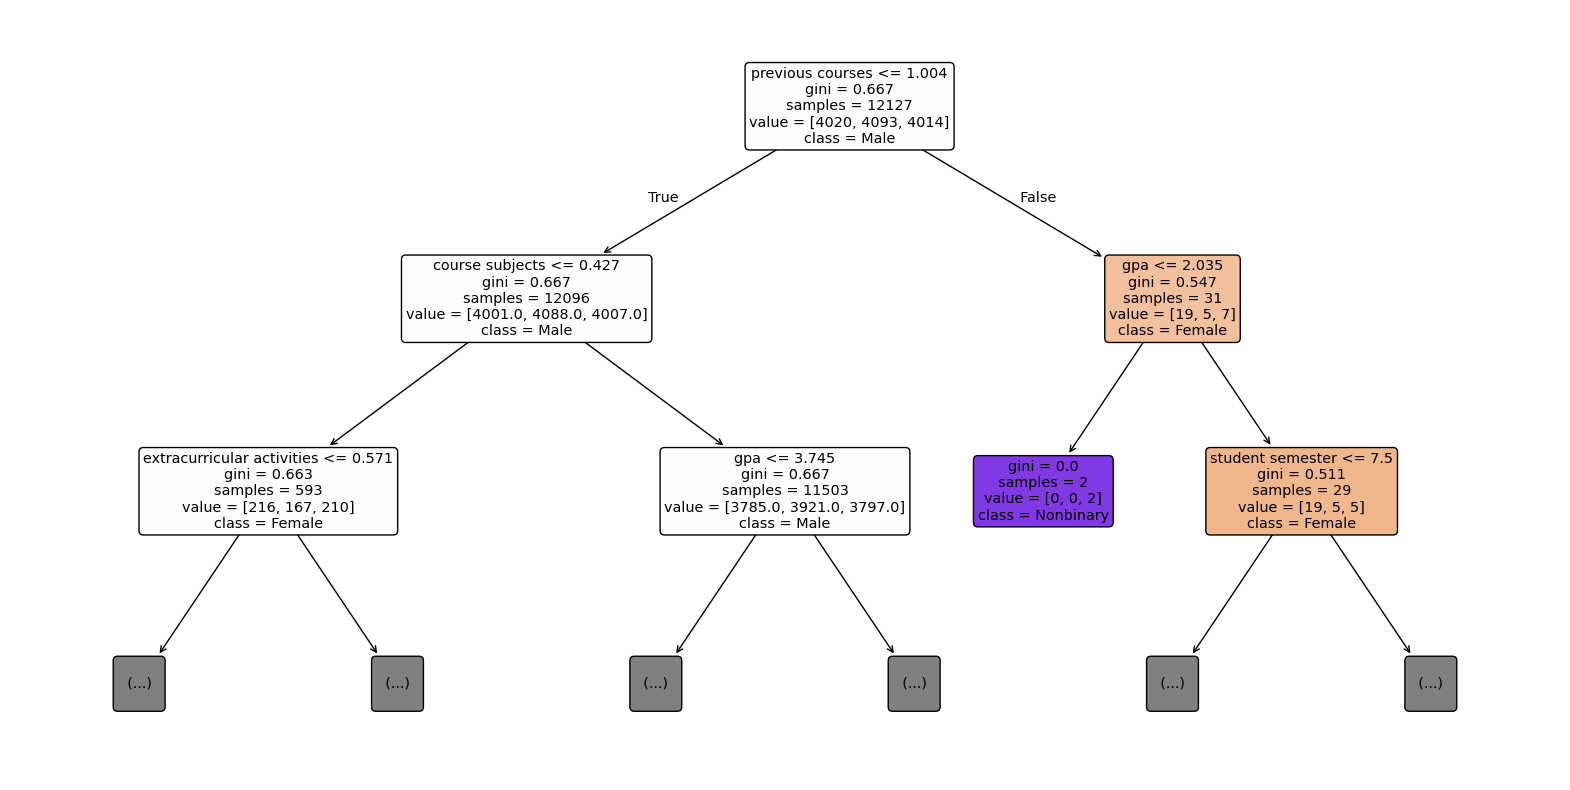 previous courses <= 1.004
gini = 0.667
samples = 12127
value = [4020, 4093, 4014]
class = Male
True
False
course subjects <= 0.427
gini = 0.667
samples = 12096
value = [4001.0, 4088.0, 4007.0]
class = Male
gpa <= 2.035
gini = 0.547
samples = 31
value = [19, 5, 7]
class = Female
extracurricular activities <= 0.571
gini = 0.663
samples = 593
value = [216, 167, 210]
class = Female
gpa <= 3.745
gini = 0.667
samples = 11503
value = [3785.0, 3921.0, 3797.0]
class = Male
gini = 0.0
samples = 2
value = [0, 0, 2]
class = Nonbinary
student semester <= 7.5
gini = 0.511
samples = 29
value = [19, 5, 5]
class = Female
(...)
(...)
(...)
(...)
(...)
(...)